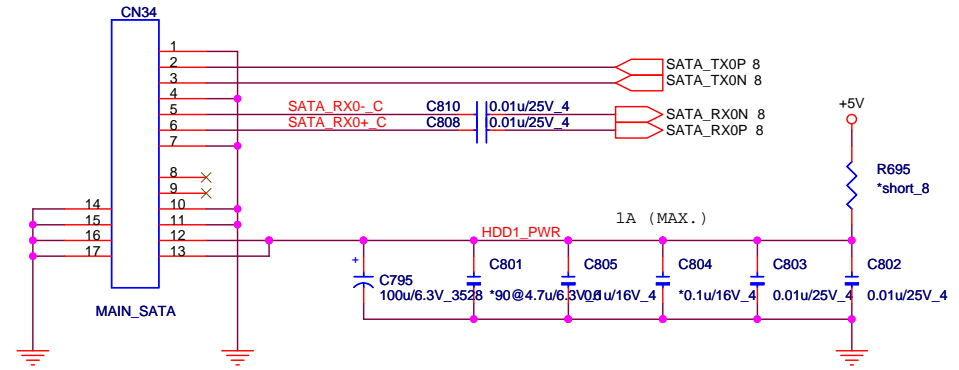 CN34
1
2
3
4
5
6
7
8
9
10
11
12
13
14
15
16
17
MAIN_SATA
SATA_TX0P 8
SATA_TX0N 8
SATA_RX0-_C
C810
0.01u/25V_4
SATA_RX0N 8
SATA_RX0+_C
C808
0.01u/25V_4
SATA_RX0P 8
+5V
R695
*short_8
1A (MAX.)
HDD1_PWR
+
C795
100u/6.3V_3528
C801
*90@4.7u/6.3V_6
C805
0.1u/16V_4
C804
*0.1u/16V_4
C803
0.01u/25V_4
C802
0.01u/25V_4